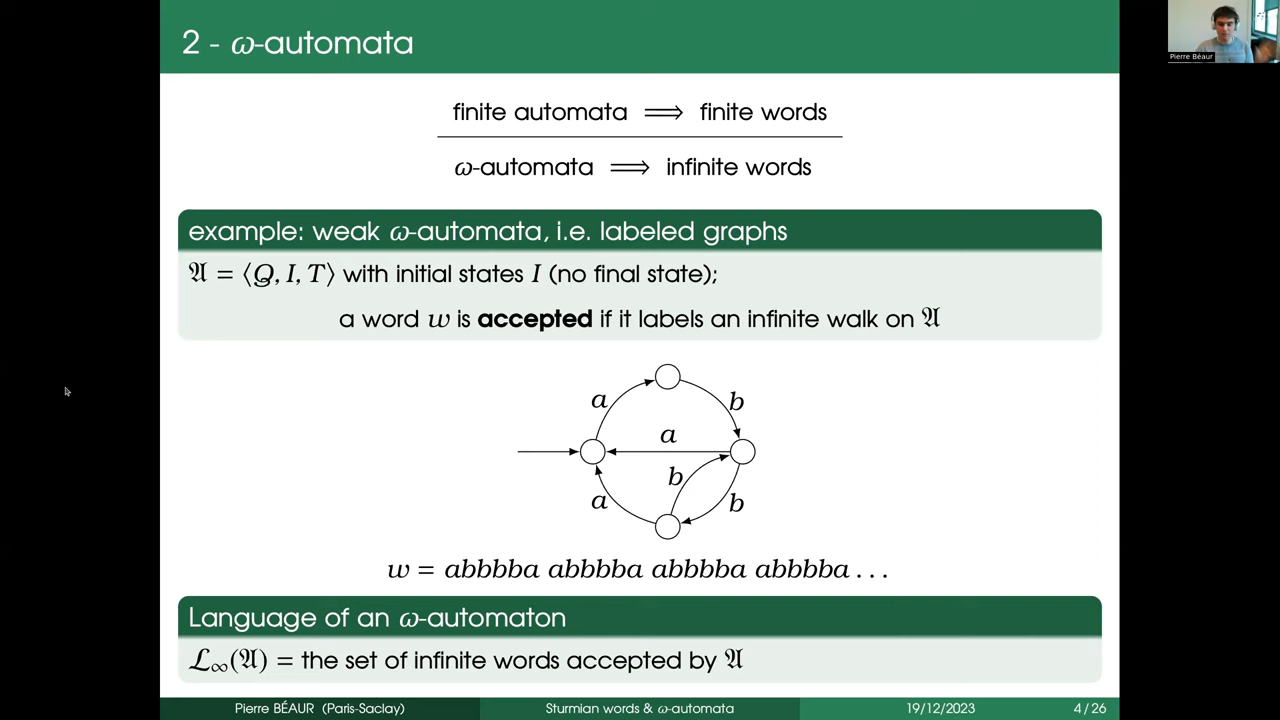 2 - ω-automata
Pierre Béaur
finite automata ⟹ finite words
ω-automata ⟹ infinite words
example: weak ω-automata, i.e. labeled graphs
𝔄 = ⟨Q, I, T⟩ with initial states I (no final state);
a word w is accepted if it labels an infinite walk on 𝔄
a
b
a
b
a
b
w = abbbba abbbba abbbba abbbba . . .
Language of an ω-automaton
ℒ∞(𝔄) = the set of infinite words accepted by 𝔄
Pierre BÉAUR (Paris-Saclay)
Sturmian words & ω-automata
19/12/2023
4 / 26